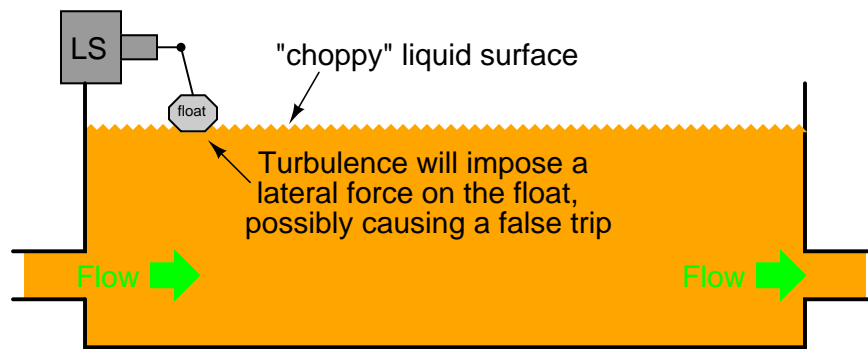 LS
"choppy" liquid surface
float
Turbulence will impose a
lateral force on the float,
possibly causing a false trip
Flow
Flow